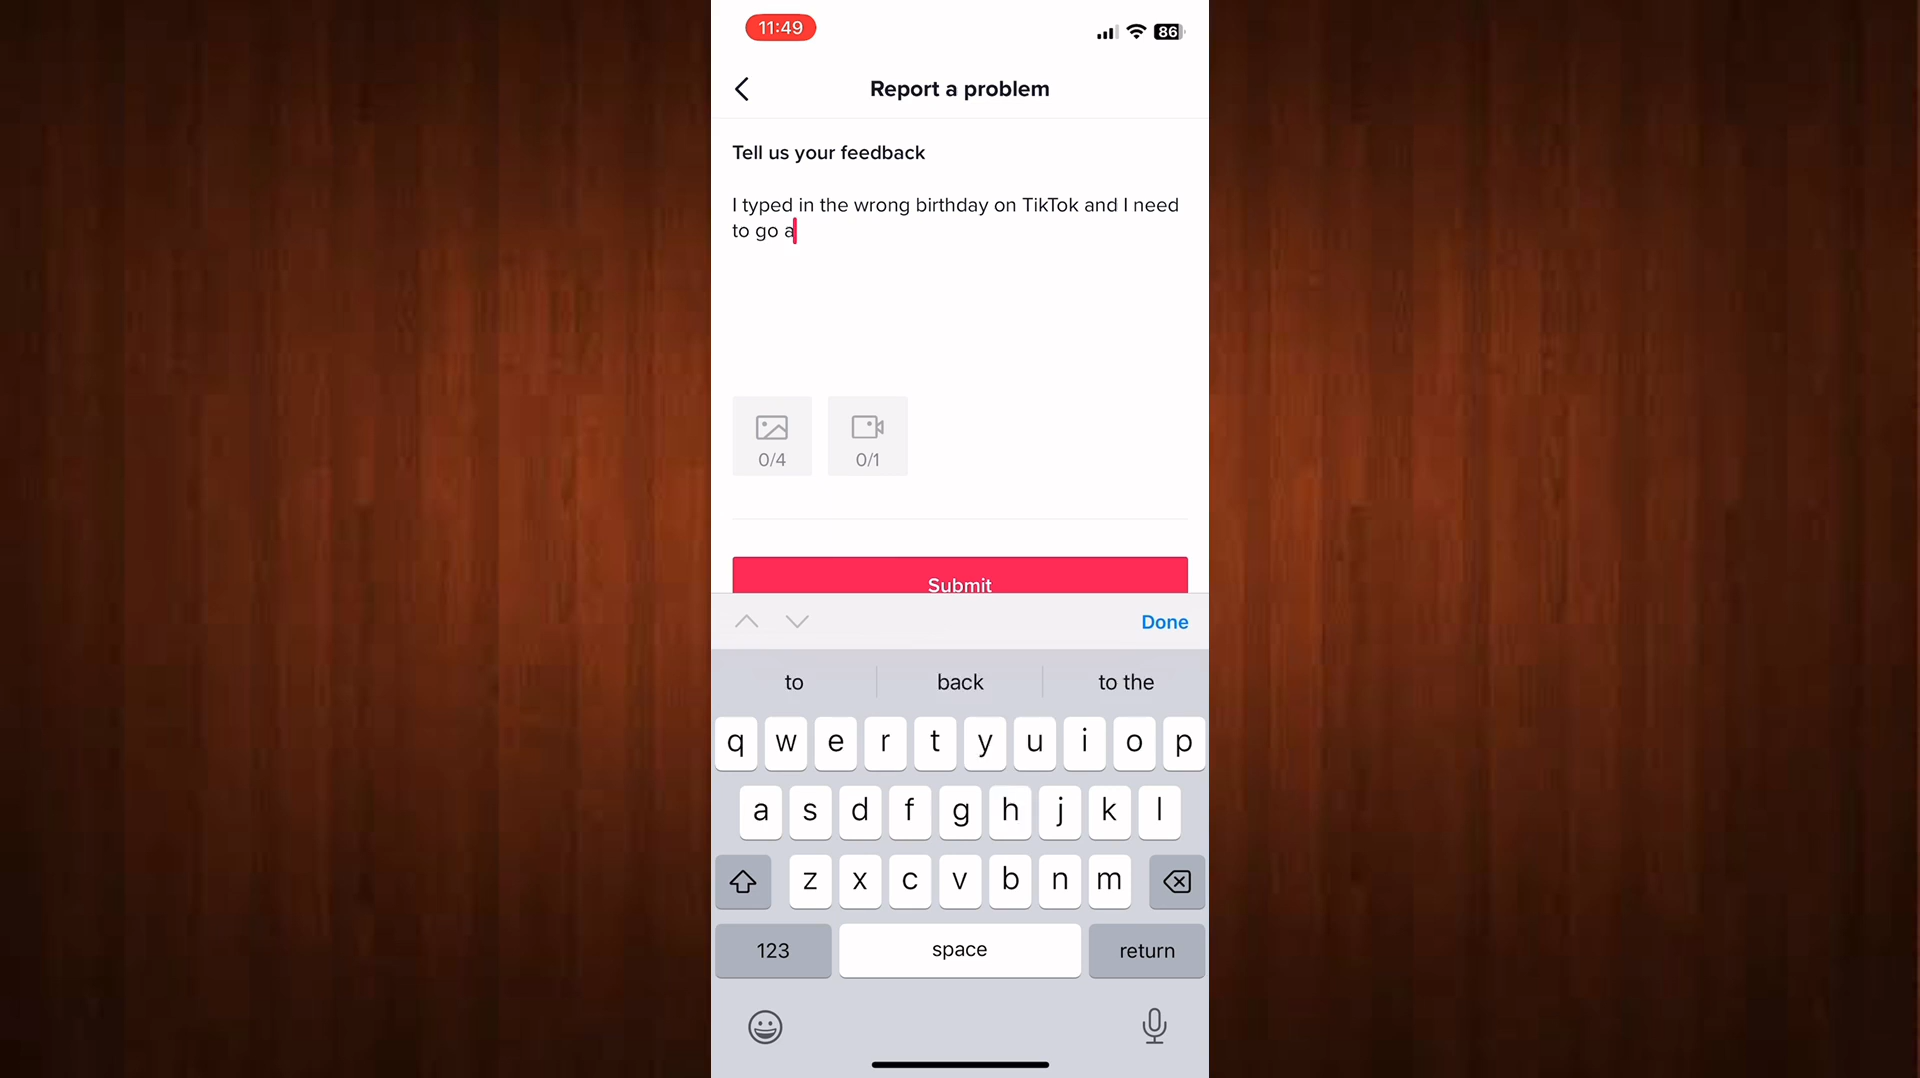 11:49
86
Report a problem
Tell us your feedback
I typed in the wrong birthday on TikTok and I need
to go a
0/4
0/1
Submit
Done
to
back
to the
q w e r t y u i o p
a s d f g h j k l
z x c v b n m
123
space
return